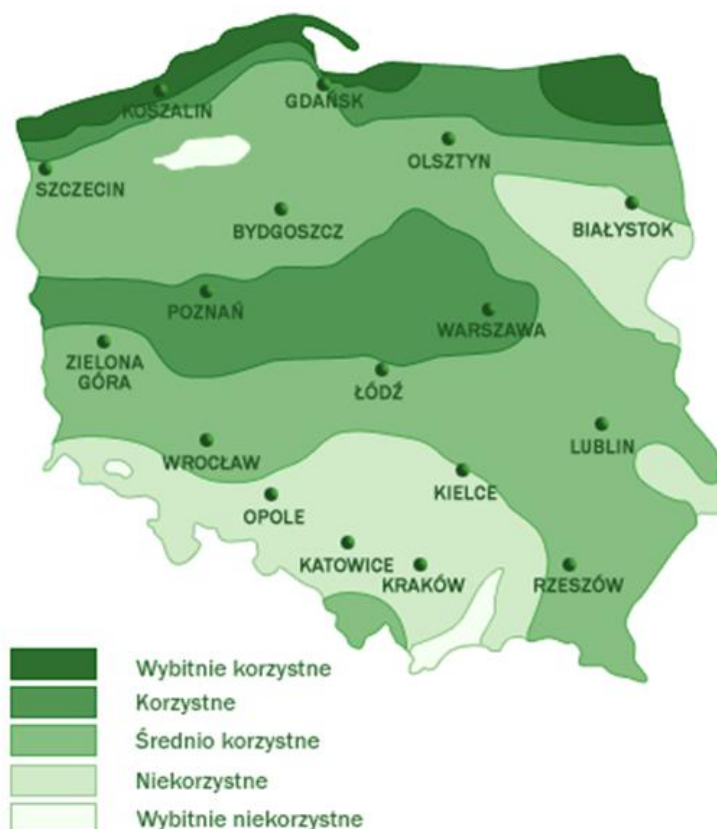 KOSZALIN
GDAŃSK
OLSZTYN
SZCZECIN
BYDGOSZCZ
BIAŁYSTOK
POZNAŃ
WARSZAWA
ZIELONA
GÓRA
ŁÓDŹ
LUBLIN
WROCŁAW
KIELCE
OPOLE
KATOWICE
KRAKÓW
RZESZÓW
Wybitnie korzystne
Korzystne
Średnio korzystne
Niekorzystne
Wybitnie niekorzystne